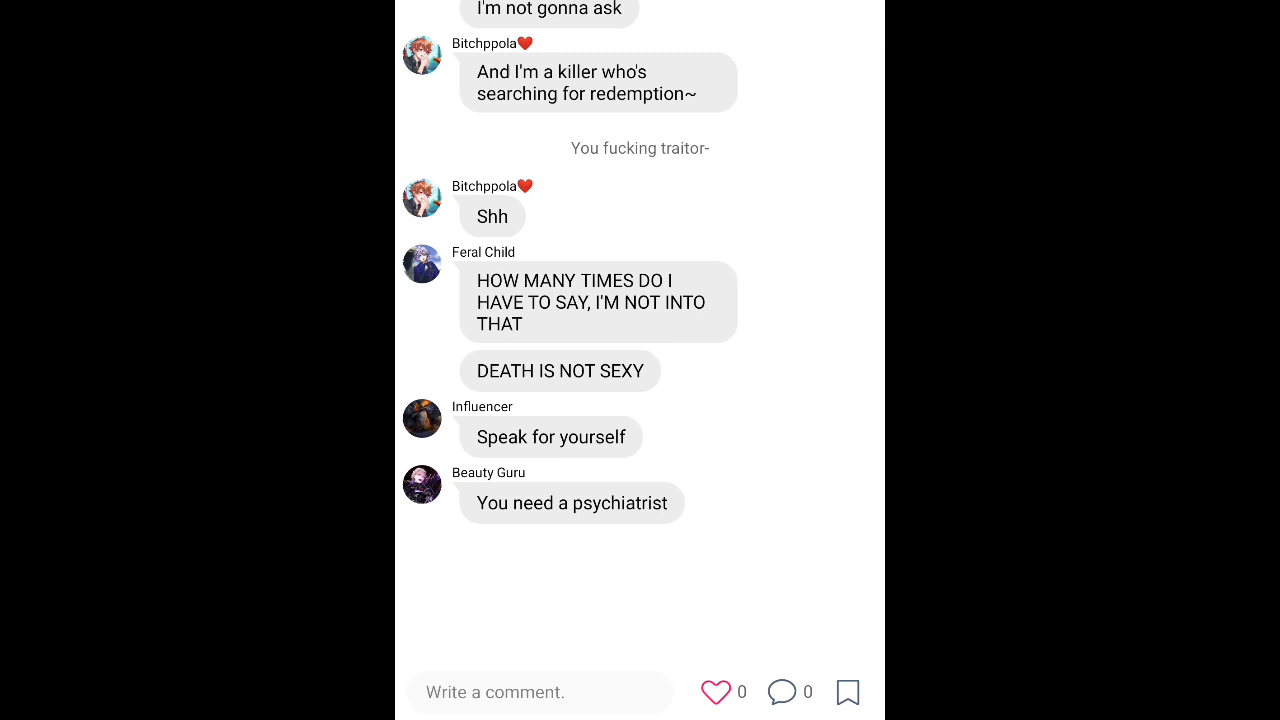 I'm not gonna ask
Bitchppola❤️
And I'm a killer who's
searching for redemption~
You fucking traitor-
Bitchppola❤️
Shh
Feral Child
HOW MANY TIMES DO I
HAVE TO SAY, I'M NOT INTO
THAT
DEATH IS NOT SEXY
Influencer
Speak for yourself
Beauty Guru
You need a psychiatrist
Write a comment.
0
0